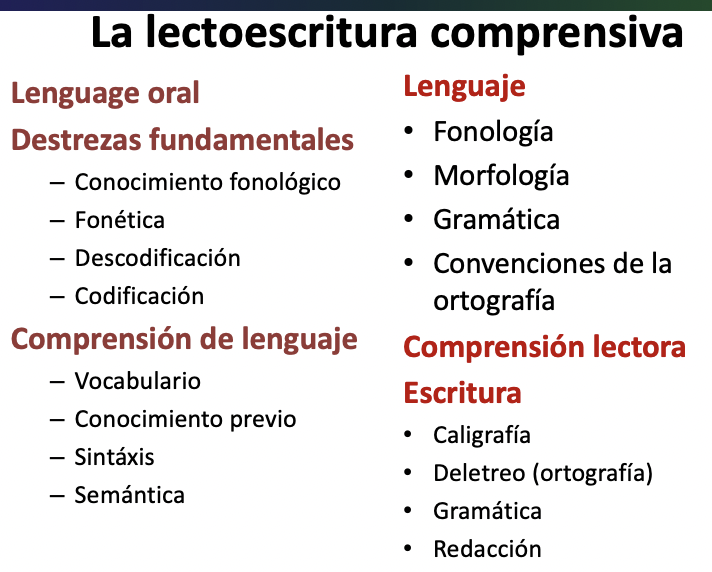 La lectoescritura comprensiva
Lenguage oral
Destrezas fundamentales
– Conocimiento fonológico
– Fonética
– Descodificación
– Codificación
Comprensión de lenguaje
– Vocabulario
– Conocimiento previo
– Sintáxis
– Semántica
Lenguaje
• Fonología
• Morfología
• Gramática
• Convenciones de la
ortografía
Comprensión lectora
Escritura
• Caligrafía
• Deletreo (ortografía)
• Gramática
• Redacción